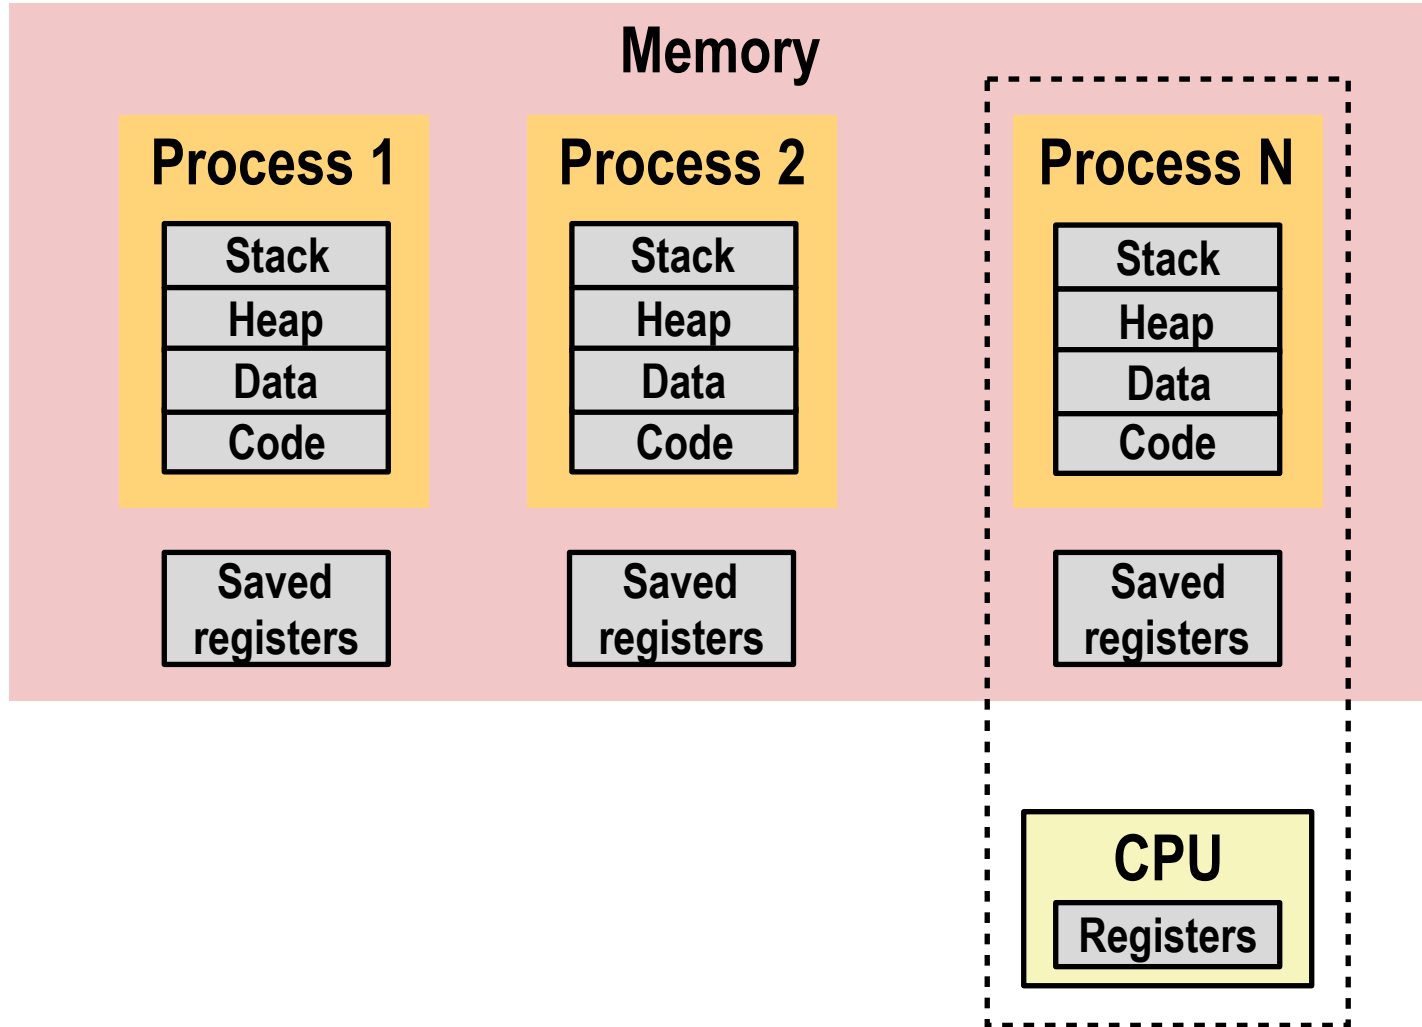 Memory
Process 1
Stack
Heap
Data
Code
Saved
registers
Process 2
Stack
Heap
Data
Code
Saved
registers
Process N
Stack
Heap
Data
Code
Saved
registers
CPU
Registers